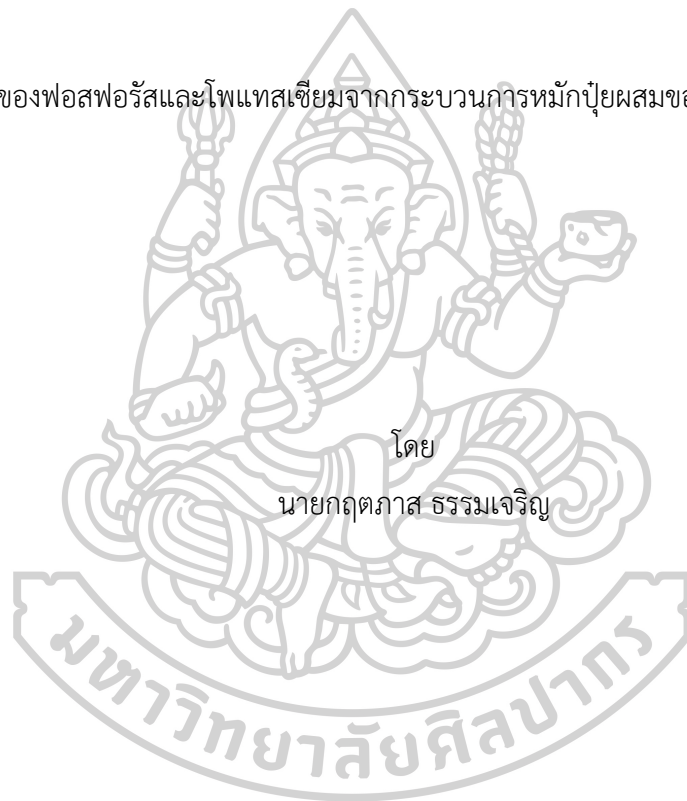 ของฟอสฟอรัสและโพแทสเซียมจากกระบวนการหมักปุ๋ยผสมขอ
โดย
นายกฤตภาส ธรรมเจริญ
มหาวิทยาลัยศิลปากร